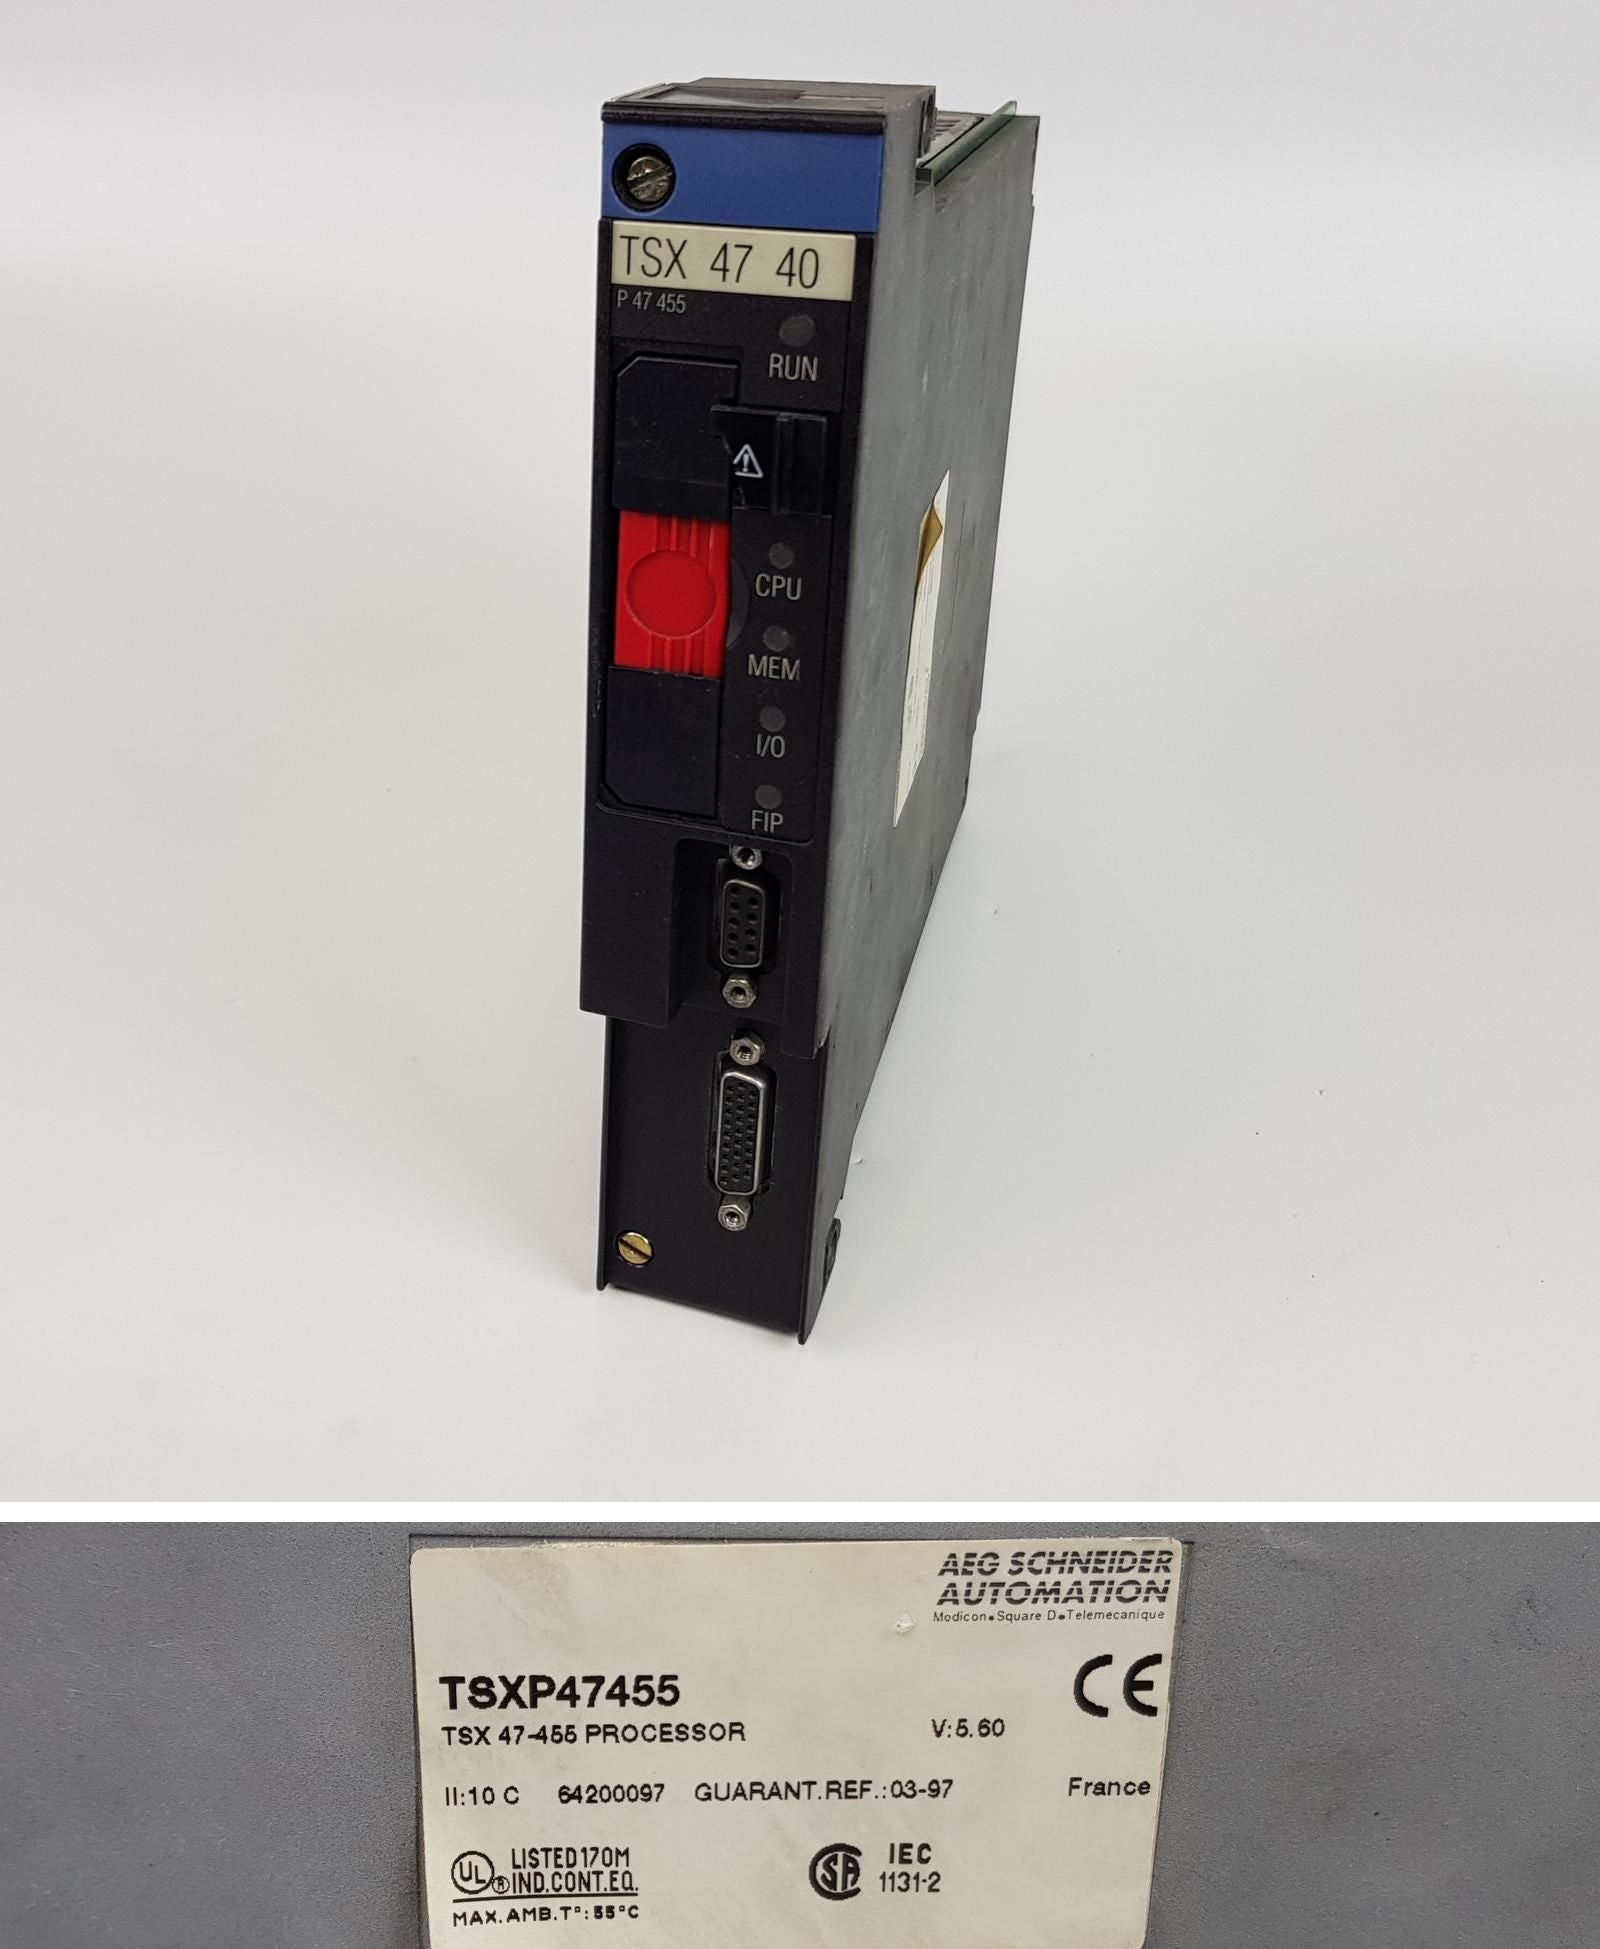 TSX 47 40
P 47 455
RUN
CPU
MEM
I/O
FIP
AEG SCHNEIDER
AUTOMATION
Modicon•Square D•Telemecanique
TSXP47455
CE
TSX 47-455 PROCESSOR V:5.60
II:10 C 64200097 GUARANT.REF.:03-97 France
UL® LISTED 170M
IND.CONT.EQ.
SA IEC
1131-2
MAX.AMB.T°:55°C